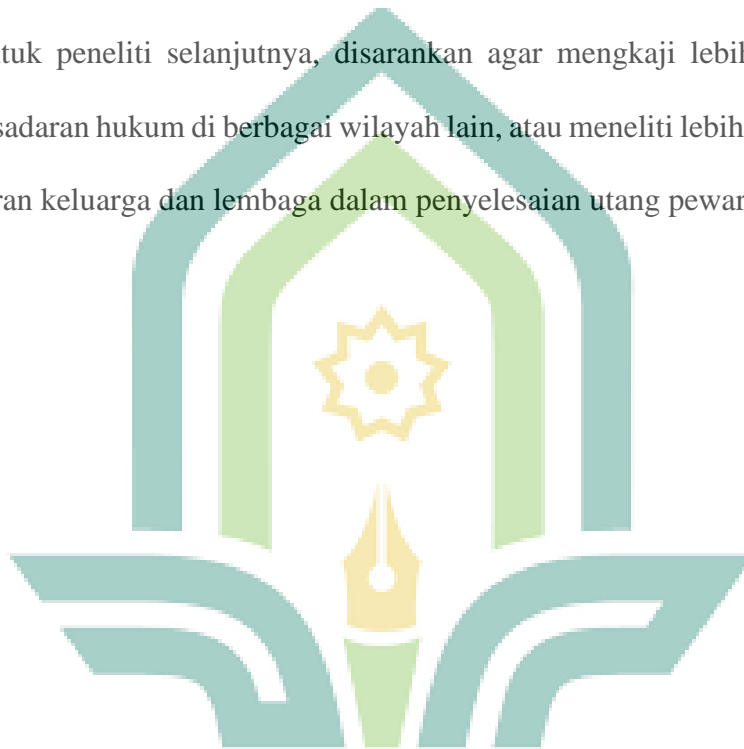 tuk peneliti selanjutnya, disarankan agar mengkaji lebih
sadaran hukum di berbagai wilayah lain, atau meneliti lebih
ran keluarga dan lembaga dalam penyelesaian utang pewar